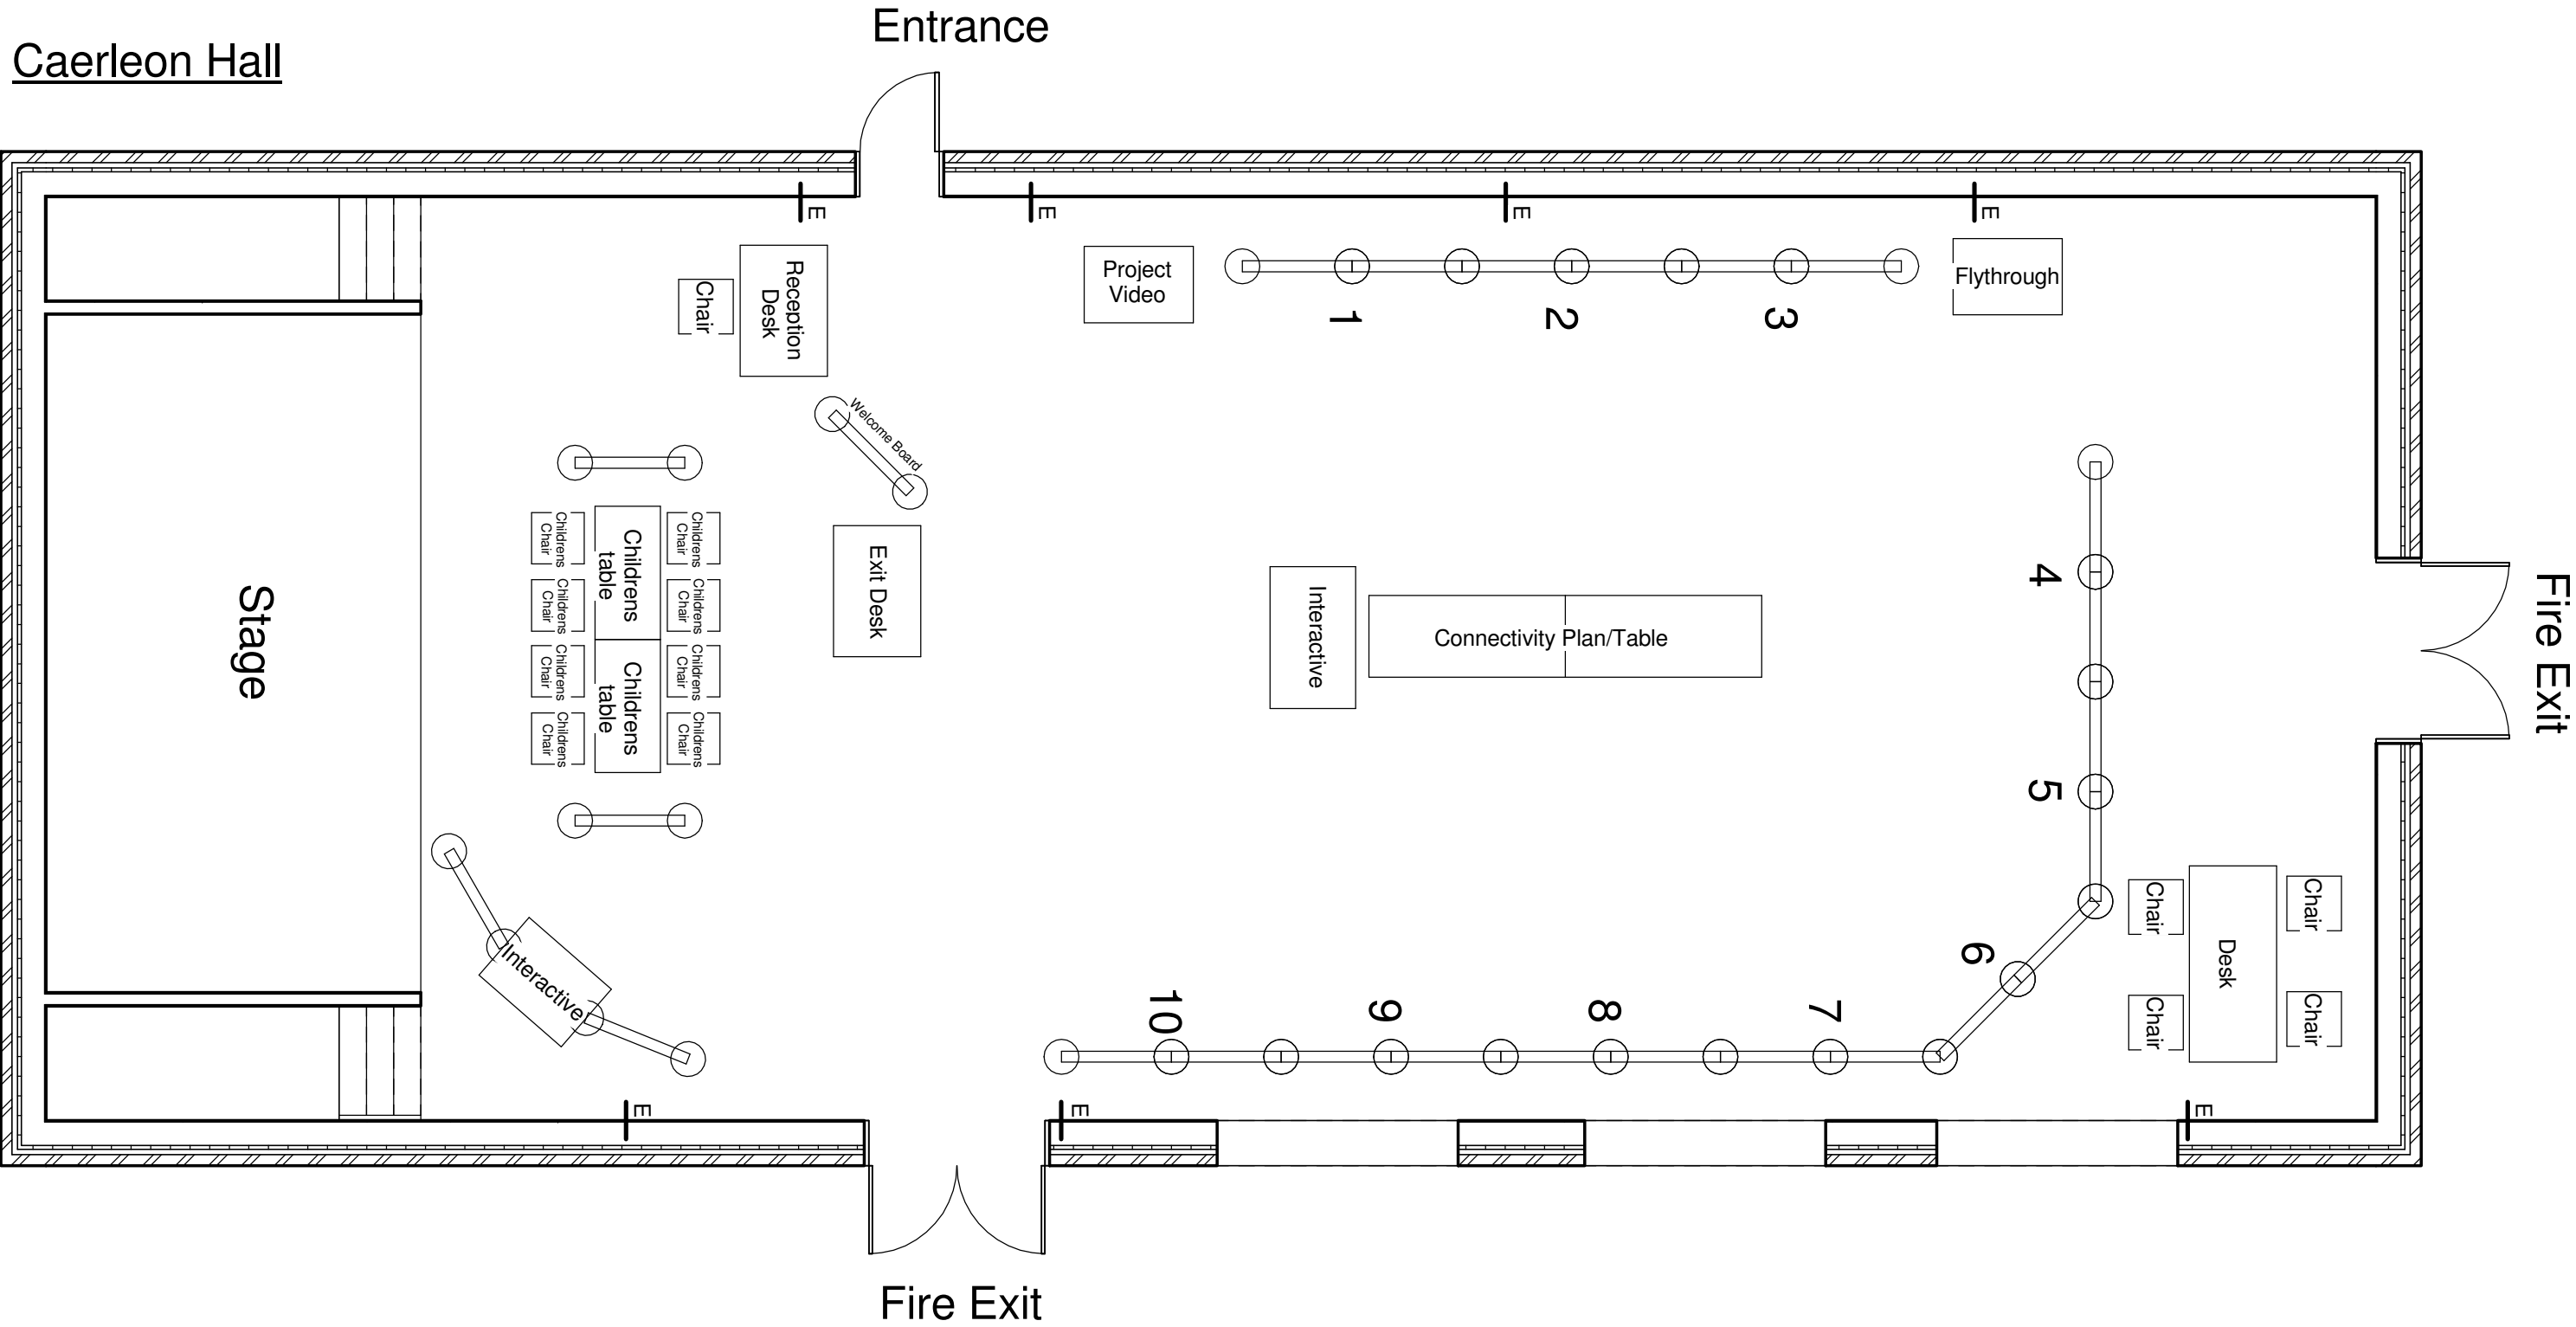 Entrance
Caerleon Hall
E
E
E
E
Reception
Desk
Chair
Project
Video
Flythrough
1
2
3
Welcome Board
Childrens
Chair
Childrens
Chair
Childrens
Chair
Childrens
Chair
Childrens
table
Childrens
table
Childrens
Chair
Childrens
Chair
Childrens
Chair
Childrens
Chair
Exit Desk
Interactive
Connectivity Plan/Table
4
5
6
Fire Exit
Stage
Interactive
Chair
Chair
Desk
Chair
Chair
10
9
8
7
E
E
E
Fire Exit